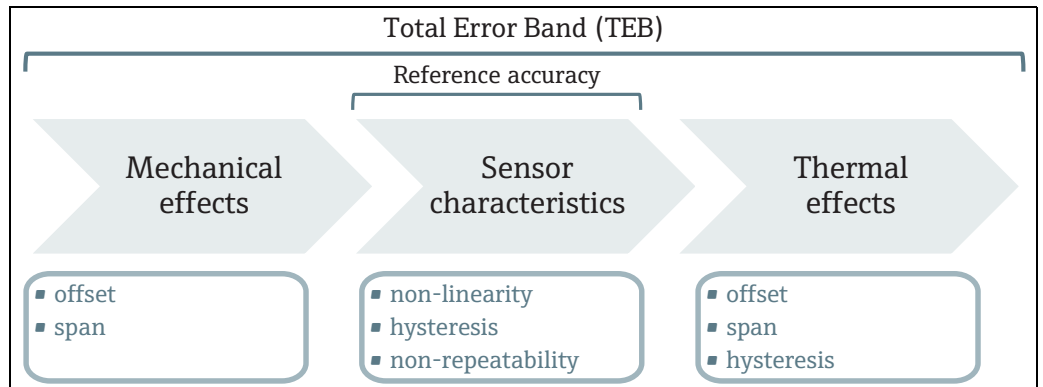 Total Error Band (TEB)
Reference accuracy
Mechanical
effects
Sensor
characteristics
Thermal
effects
▪ offset
▪ span
▪ non-linearity
▪ hysteresis
▪ non-repeatability
▪ offset
▪ span
▪ hysteresis